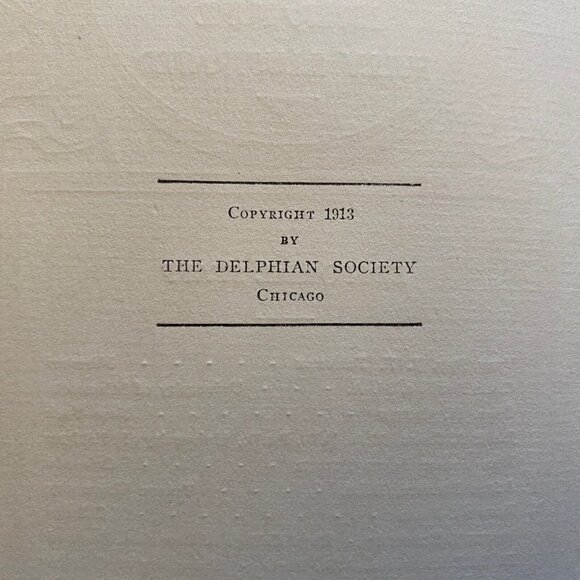 Copyright 1913
BY
THE DELPHIAN SOCIETY
Chicago